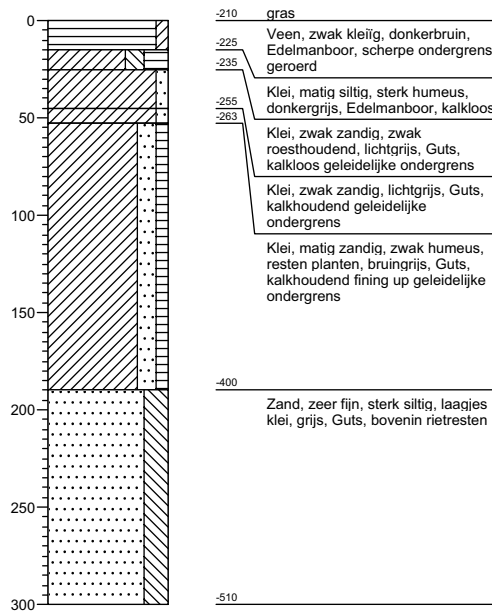 0
50
100
150
200
250
300
-210 gras
Veen, zwak kleiïg, donkerbruin,
Edelmanboor, scherpe ondergrens,
geroerd
-225
Klei, matig siltig, sterk humeus,
donkergrijs, Edelmanboor, kalkloos
-235
Klei, zwak zandig, zwak
roesthoudend, lichtgrijs, Guts,
kalkloos geleidelijke ondergrens
-255
Klei, zwak zandig, lichtgrijs, Guts,
kalkhoudend geleidelijke
ondergrens
-263
Klei, matig zandig, zwak humeus,
resten planten, bruingrijs, Guts,
kalkhoudend fining up geleidelijke
ondergrens
-400
Zand, zeer fijn, sterk siltig, laagjes
klei, grijs, Guts, bovenin rietresten
-510